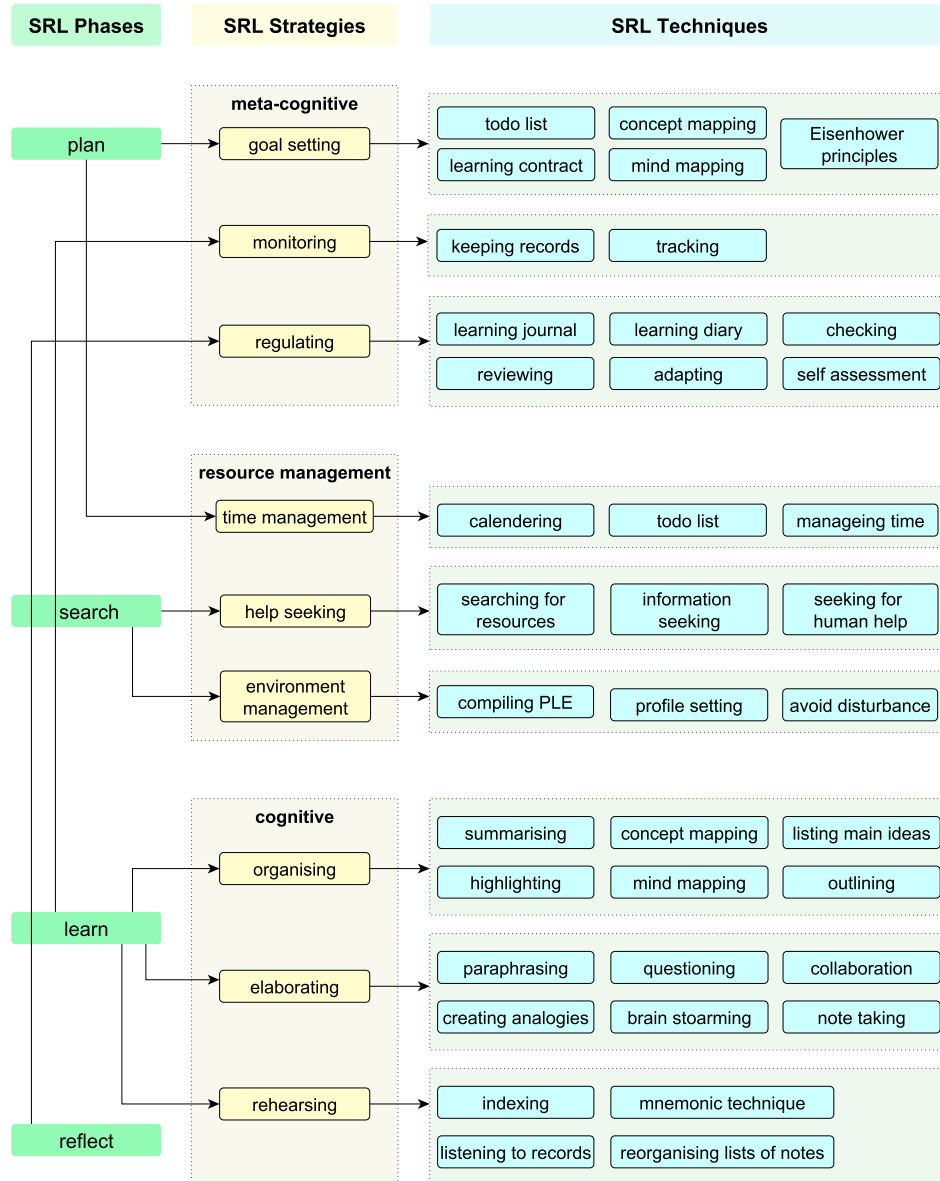 SRL Phases
SRL Strategies
SRL Techniques
meta-cognitive
plan
goal setting
todo list
concept mapping
Eisenhower
principles
learning contract
mind mapping
monitoring
keeping records
tracking
regulating
learning journal
learning diary
checking
reviewing
adapting
self assessment
resource management
time management
calendering
todo list
manageing time
search
help seeking
searching for
resources
information
seeking
seeking for
human help
environment
management
compiling PLE
profile setting
avoid disturbance
cognitive
organising
summarising
concept mapping
listing main ideas
highlighting
mind mapping
outlining
learn
elaborating
paraphrasing
questioning
collaboration
creating analogies
brain stoarming
note taking
rehearsing
indexing
mnemonic technique
reflect
listening to records
reorganising lists of notes